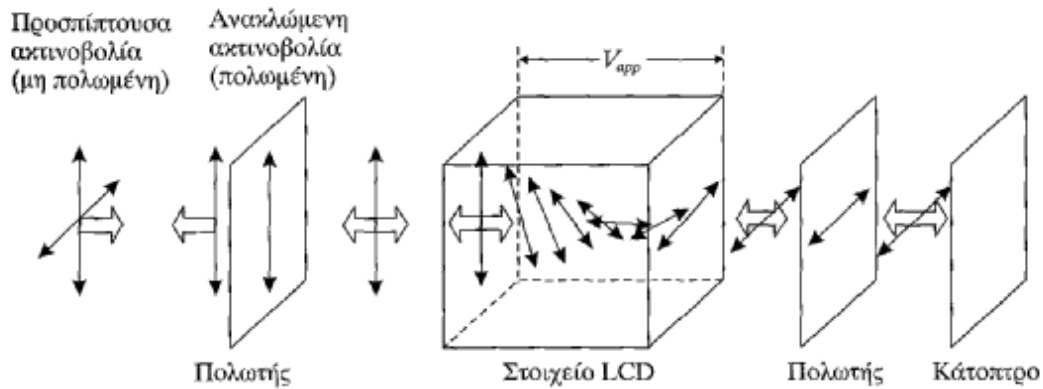 Προσπίπτουσα
ακτινοβολία
(μη πολωμένη)
Ανακλώμενη
ακτινοβολία
(πολωμένη)
V_app
Πολωτής
Στοιχείο LCD
Πολωτής
Κάτοπτρο